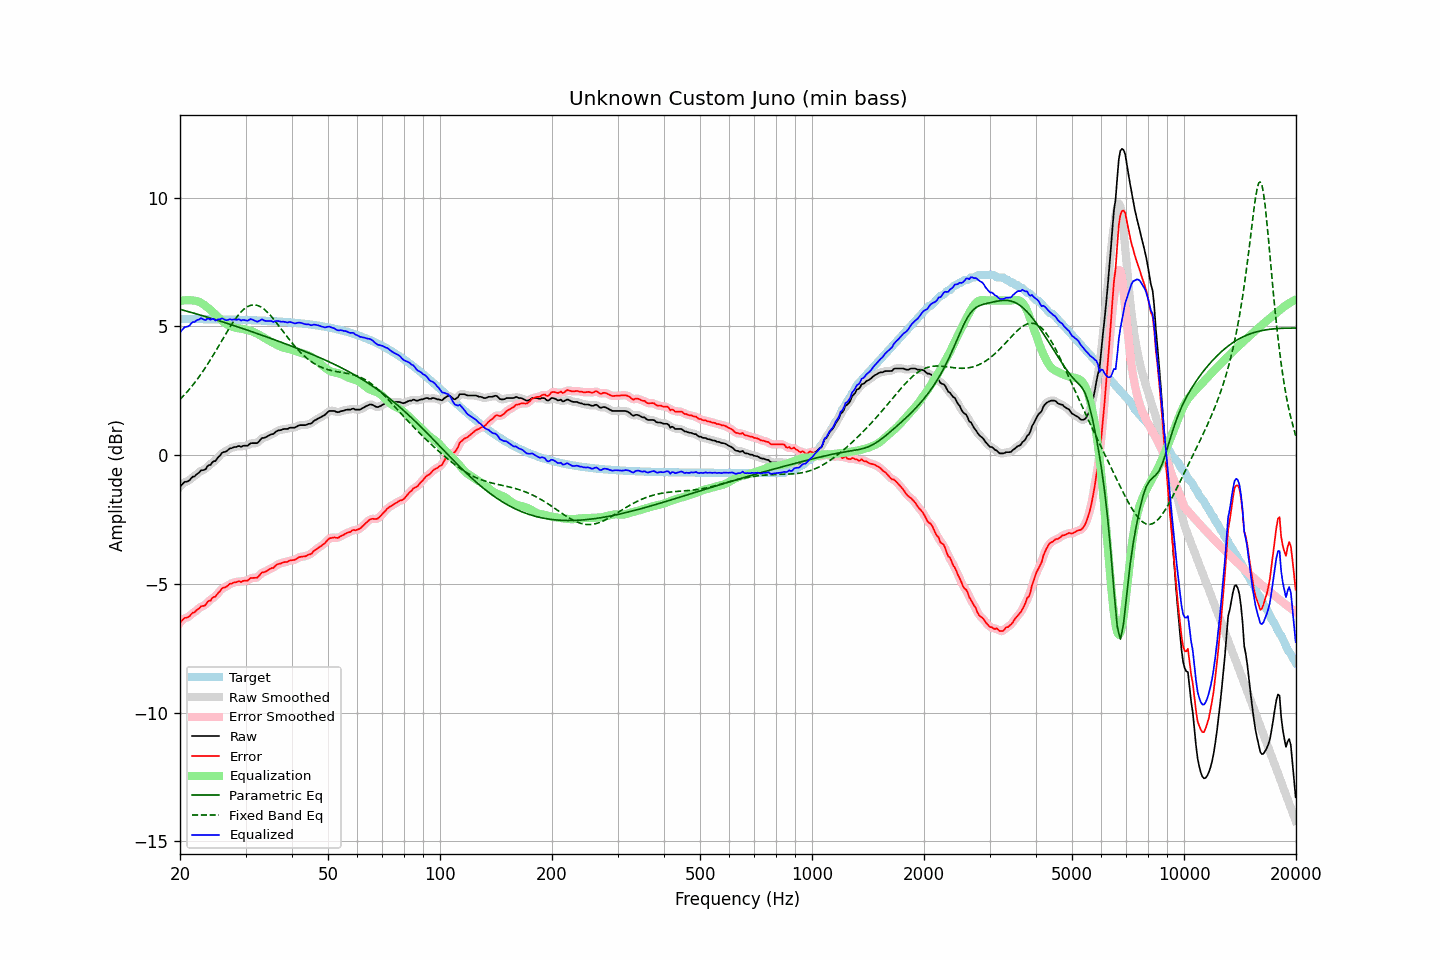 Unknown Custom Juno (min bass)
Amplitude (dBr)
10
5
0
−5
−10
−15
Target
Raw Smoothed
Error Smoothed
Raw
Error
Equalization
Parametric Eq
Fixed Band Eq
Equalized
20 50 100 200 500 1000 2000 5000 10000 20000
Frequency (Hz)